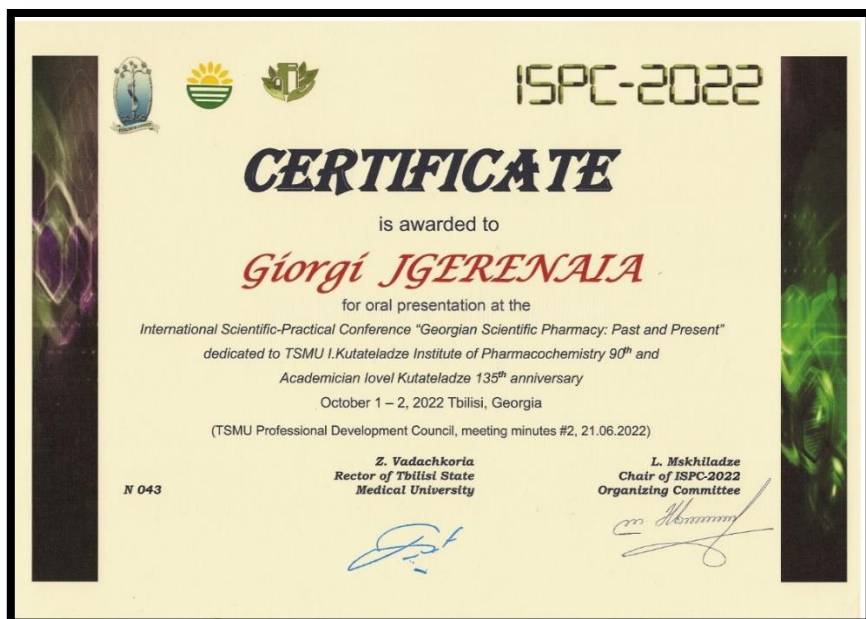 ISPC-2022
CERTIFICATE
is awarded to
Giorgi JGERENAIA
for oral presentation at the
International Scientific-Practical Conference "Georgian Scientific Pharmacy: Past and Present"
dedicated to TSMU I.Kutateladze Institute of Pharmacochemistry 90th and
Academician Iovel Kutateladze 135th anniversary
October 1 – 2, 2022 Tbilisi, Georgia
(TSMU Professional Development Council, meeting minutes #2, 21.06.2022)
Z. Vadachkoria
Rector of Tbilisi State
Medical University
L. Mskhiladze
Chair of ISPC-2022
Organizing Committee
N 043